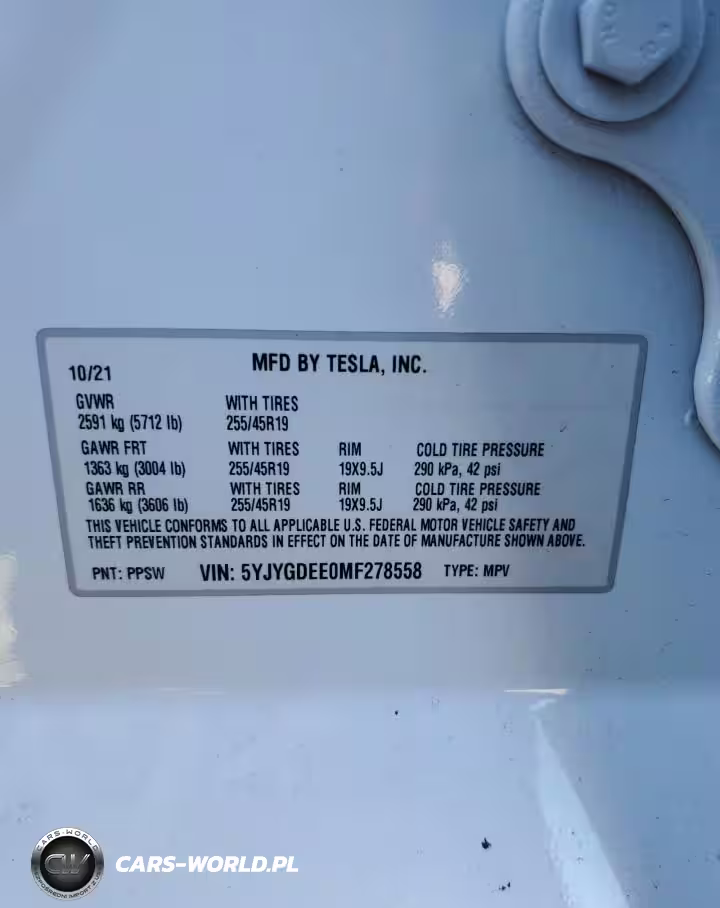 10/21 MFD BY TESLA, INC.
GVWR WITH TIRES
2591 kg (5712 lb) 255/45R19
GAWR FRT WITH TIRES RIM COLD TIRE PRESSURE
1363 kg (3004 lb) 255/45R19 19X9.5J 290 kPa, 42 psi
GAWR RR WITH TIRES RIM COLD TIRE PRESSURE
1636 kg (3606 lb) 255/45R19 19X9.5J 290 kPa, 42 psi
THIS VEHICLE CONFORMS TO ALL APPLICABLE U.S. FEDERAL MOTOR VEHICLE SAFETY AND
THEFT PREVENTION STANDARDS IN EFFECT ON THE DATE OF MANUFACTURE SHOWN ABOVE.
PNT: PPSW VIN: 5YJYGDEE0MF278558 TYPE: MPV
CARS-WORLD
CW
CARS-WORLD.PL